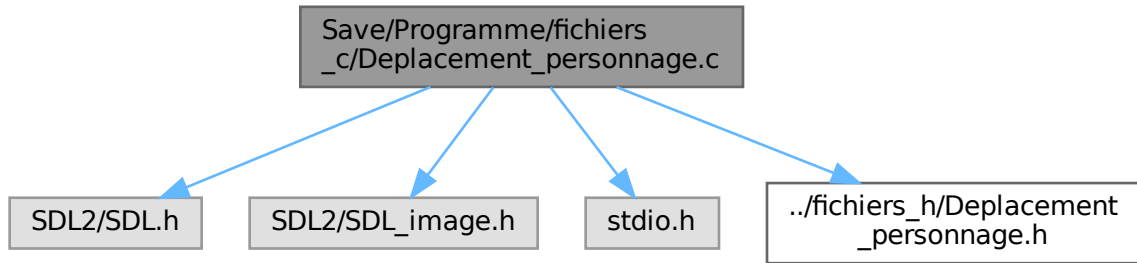 Save/Programme/fichiers
_c/Deplacement_personnage.c
SDL2/SDL.h
SDL2/SDL_image.h
stdio.h
../fichiers_h/Deplacement
_personnage.h